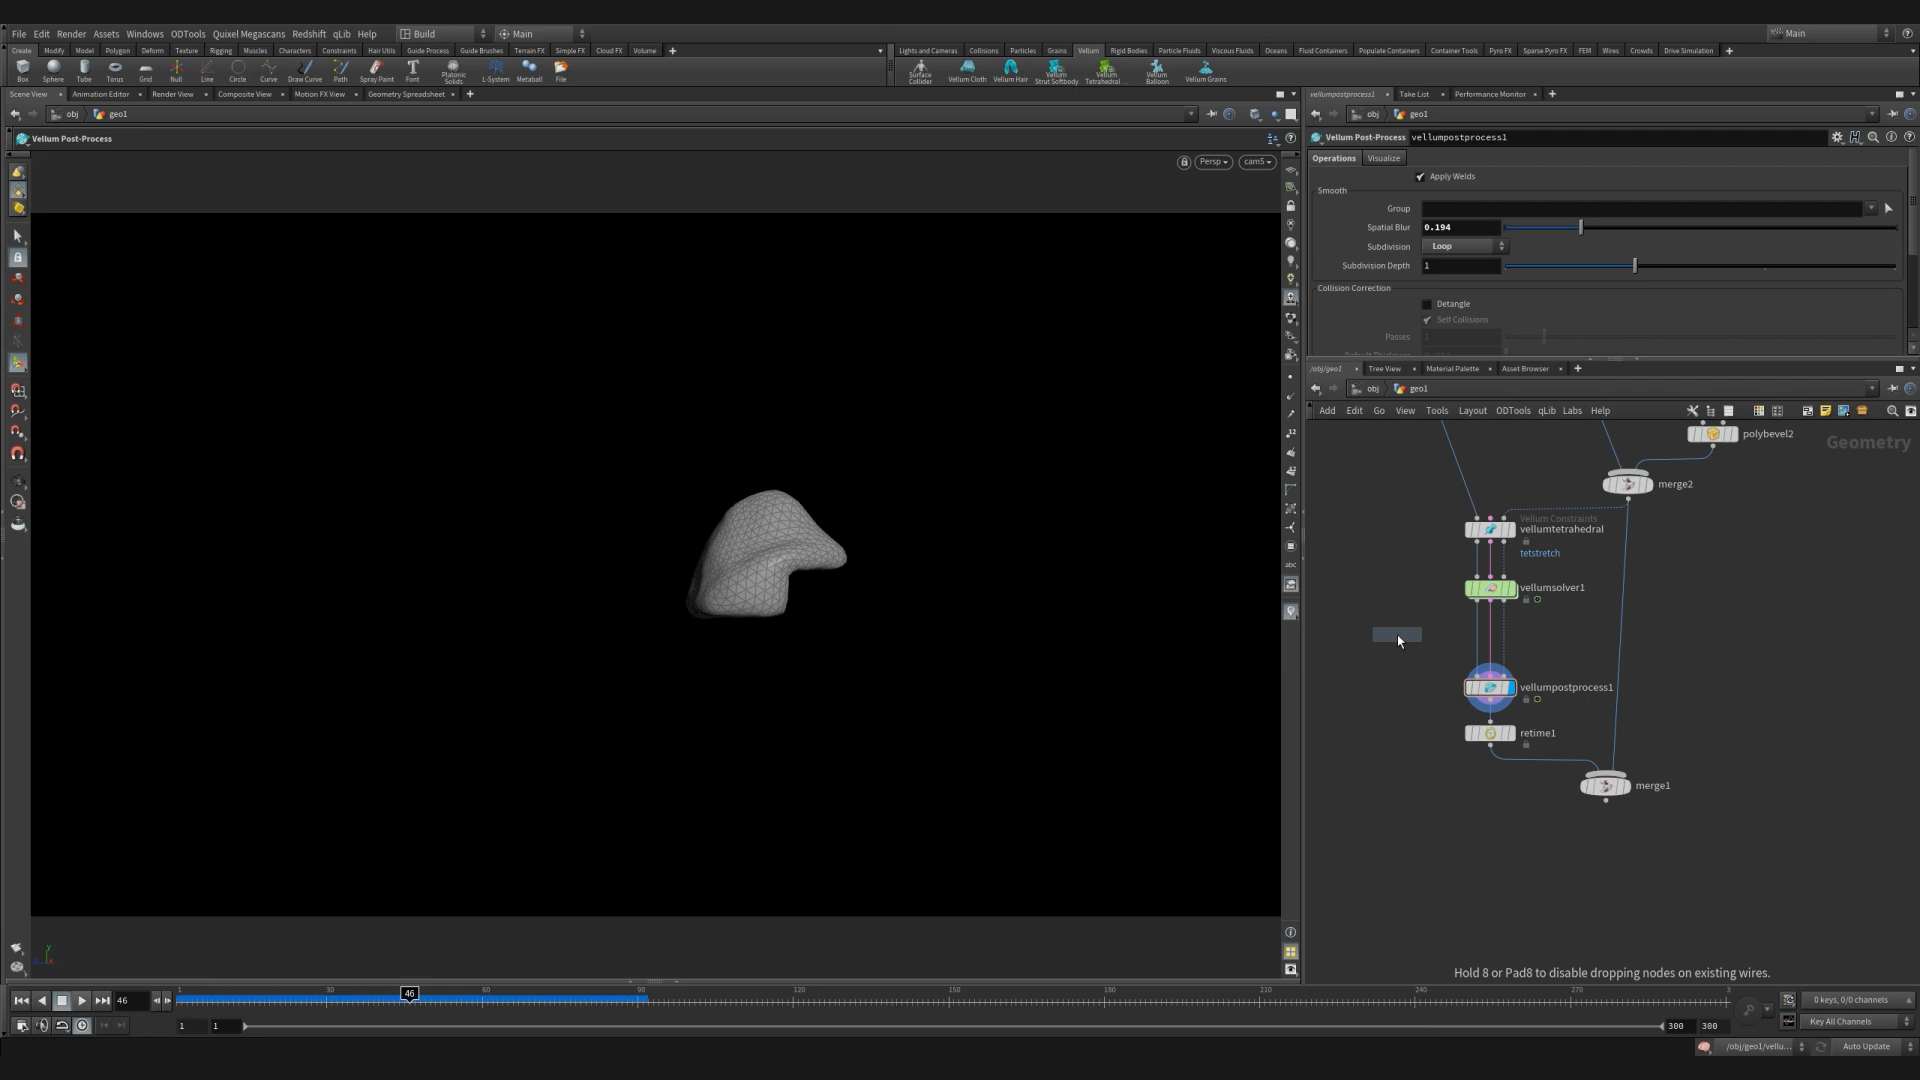 File Edit Render Assets Windows ODTools Quixel Megascans Redshift qLib Help Build Main Main
Create Modify Model Polygon Deform Texture Rigging Muscles Characters Constraints Hair Utils Guide Process Guide Brushes Terrain FX Simple FX Cloud FX Volume
Lights and Cameras Collisions Particles Grains Vellum Rigid Bodies Particle Fluids Viscous Fluids Oceans Fluid Containers Populate Containers Container Tools Pyro FX Sparse Pyro FX FEM Wires Crowds Drive Simulation
Box Sphere Tube Torus Grid Null Line Circle Curve Draw Curve Path Spray Paint Font Platonic Solids L-System Metaball File
Surface Collider Vellum Cloth Vellum Hair Vellum Strut Softbody Vellum Tetrahedral ... Vellum Balloon Vellum Grains
Scene View Animation Editor Render View Composite View Motion FX View Geometry Spreadsheet
vellumpostprocess1 Take List Performance Monitor
obj geo1
obj geo1
Vellum Post-Process
Vellum Post-Process vellumpostprocess1
Persp cam5
Operations Visualize
Apply Welds
Smooth
Group
Spatial Blur 0.194
Subdivision Loop
Subdivision Depth 1
Collision Correction
Detangle
Self Collisions
Passes
/obj/geo1 Tree View Material Palette Asset Browser
obj geo1
Add Edit Go View Tools Layout ODTools qLib Labs Help
Geometry
polybevel2
merge2
Vellum Constraints
vellumtetrahedral
tetstretch
vellumsolver1
vellumpostprocess1
retime1
merge1
abc
Hold 8 or Pad8 to disable dropping nodes on existing wires.
46
1 30 46 60 90 120 150 180 210 240 270
1 1 300 300
0 keys, 0/0 channels
Key All Channels
/obj/geo1/vellu... Auto Update